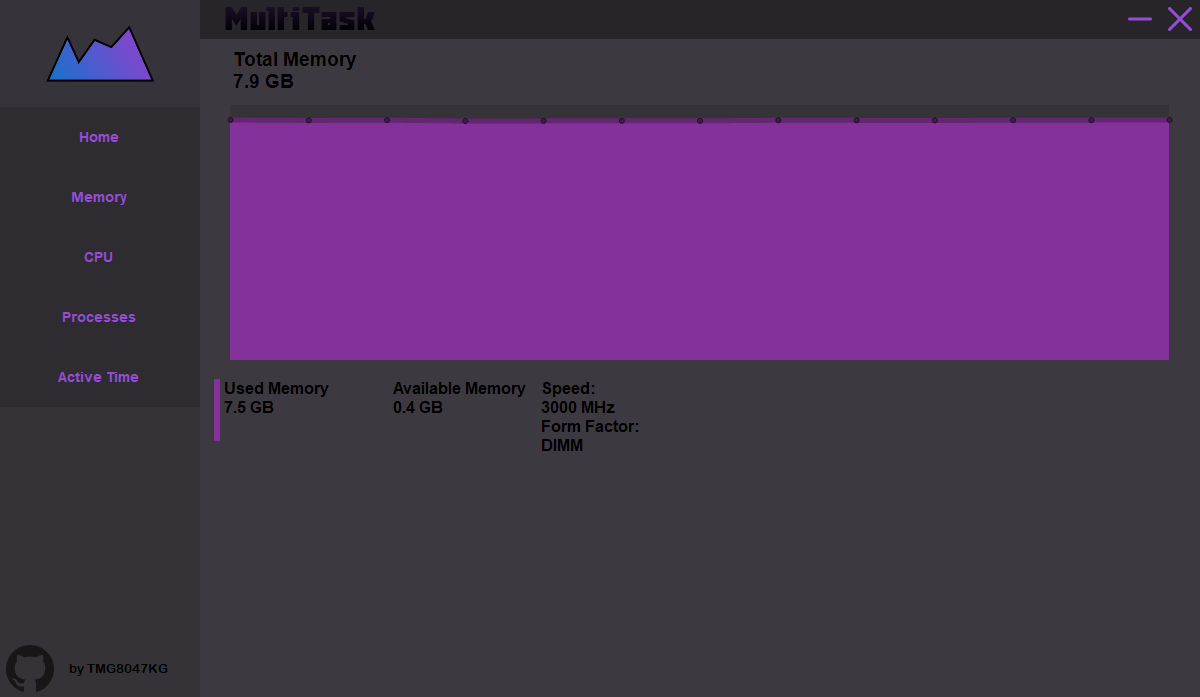 MultiTask
Total Memory
7.9 GB
Home
Memory
CPU
Processes
Active Time
Used Memory
7.5 GB
Available Memory
0.4 GB
Speed:
3000 MHz
Form Factor:
DIMM
by TMG8047KG